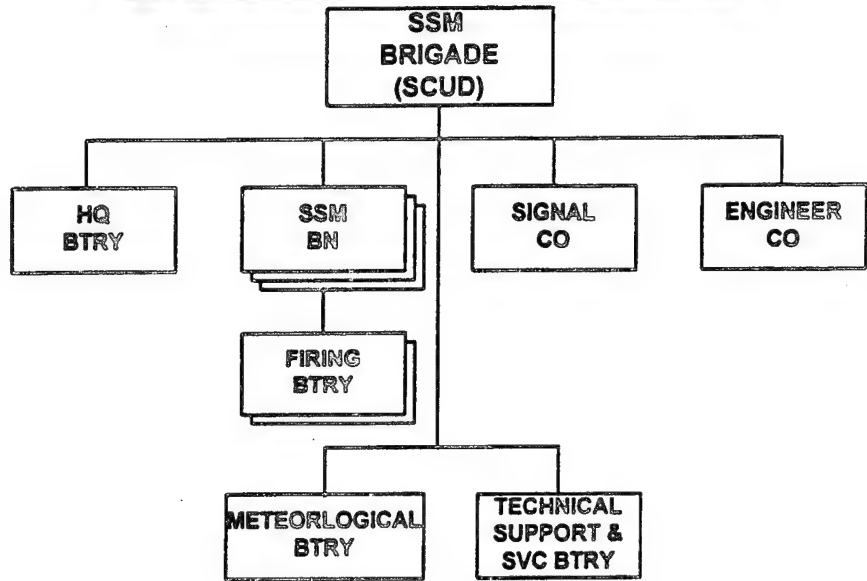 SSM
BRIGADE
(SCUD)
HQ
BTRY
SSM
BN
SIGNAL
CO
ENGINEER
CO
FIRING
BTRY
METEORLOGICAL
BTRY
TECHNICAL
SUPPORT &
SVC BTRY